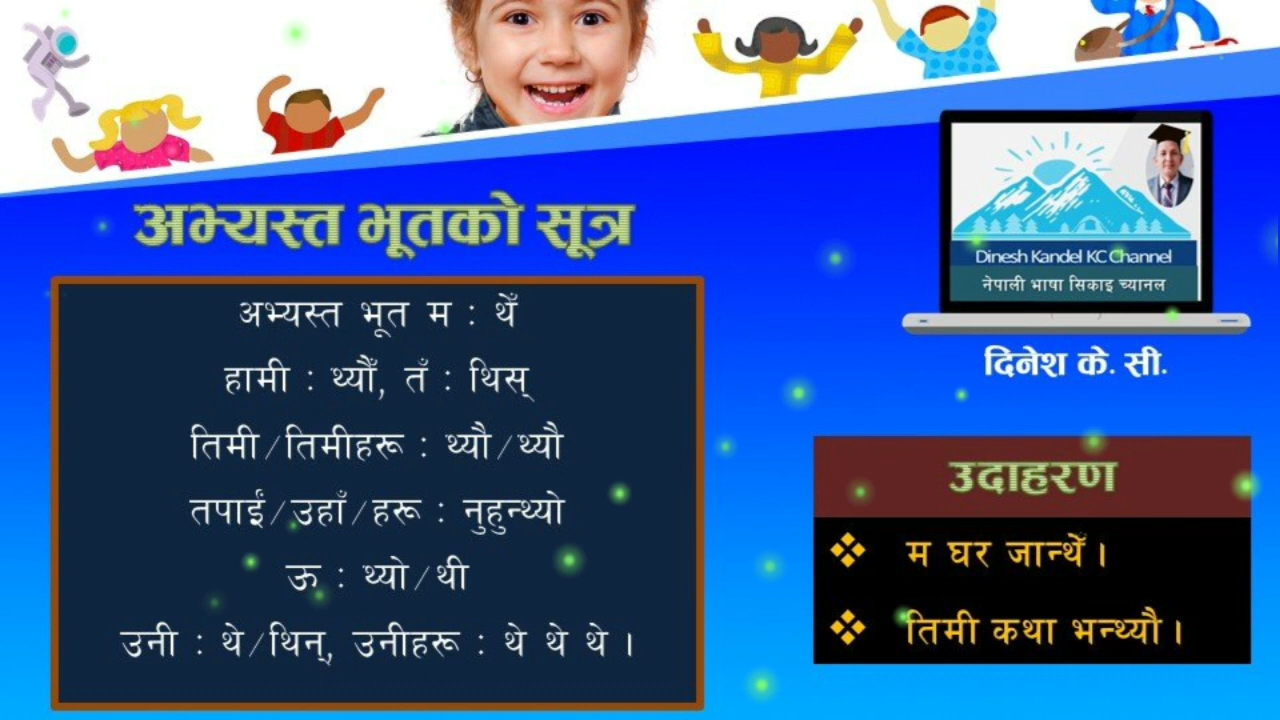 अभ्यस्त भूतको सूत्र
अभ्यस्त भूत म : थेँ
हामी : थ्यौँ, तँ : थिस्
तिमी/तिमीहरू : थ्यौ/थ्यौ
तपाईं/उहाँ/हरू : नुहुन्थ्यो
ऊ : थ्यो/थी
उनी : थे/थिन्, उनीहरू : थे थे थे ।
Dinesh Kandel KC Channel
नेपाली भाषा सिकाइ च्यानल
दिनेश के. सी.
उदाहरण
❖ म घर जान्थेँ ।
❖ तिमी कथा भन्थ्यौ ।